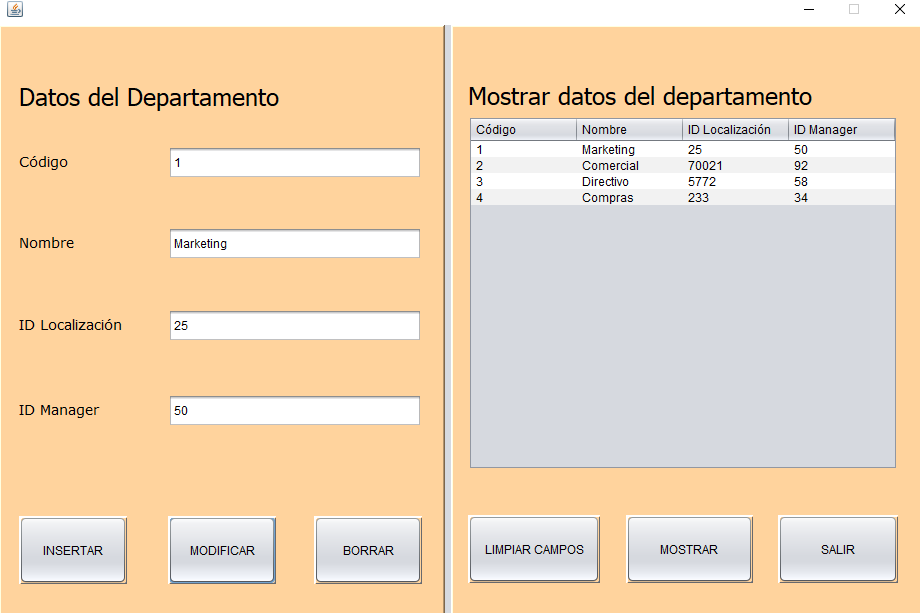 Datos del Departamento
Código 1
Nombre Marketing
ID Localización 25
ID Manager 50
INSERTAR MODIFICAR BORRAR
Mostrar datos del departamento
Código Nombre ID Localización ID Manager
1 Marketing 25 50
2 Comercial 70021 92
3 Directivo 5772 58
4 Compras 233 34
LIMPIAR CAMPOS MOSTRAR SALIR